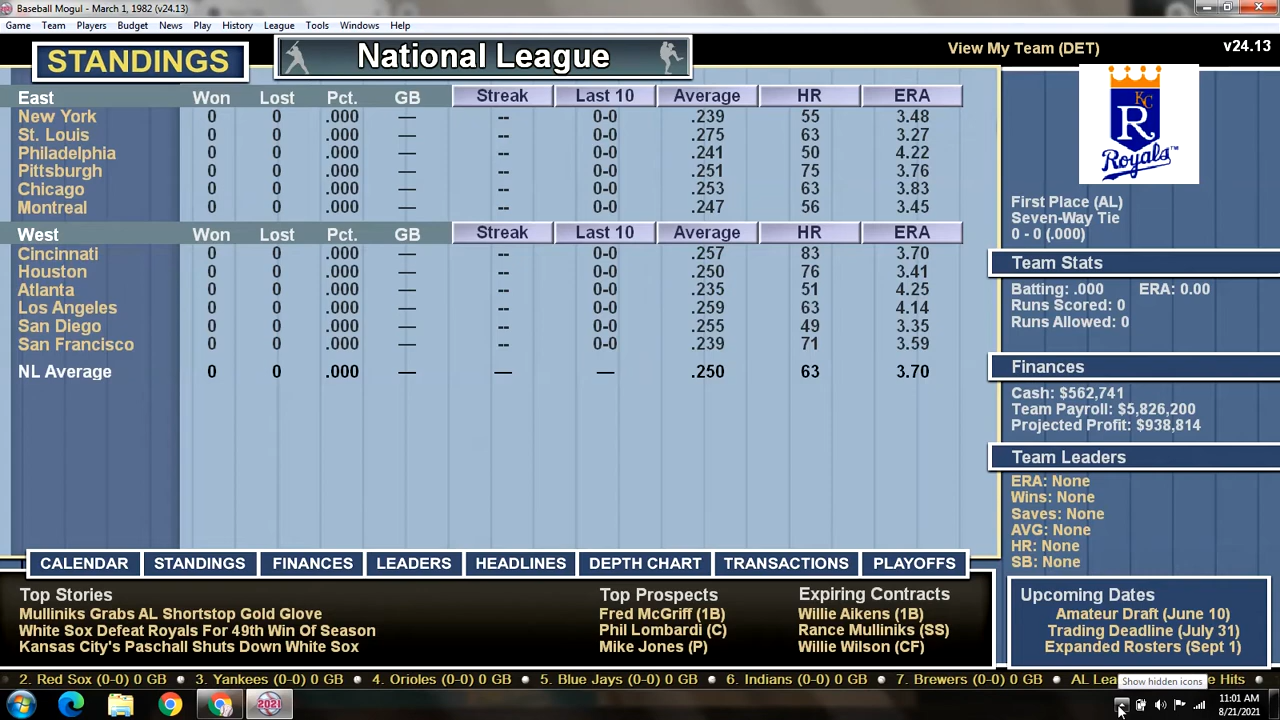 Baseball Mogul - March 1, 1982 (v24.13)
Game Team Players Budget News Play History League Tools Windows Help
STANDINGS National League View My Team (DET) v24.13
East Won Lost Pct. GB Streak Last 10 Average HR ERA
New York 0 0 .000 — -- 0-0 .239 55 3.48
St. Louis 0 0 .000 — -- 0-0 .275 63 3.27
Philadelphia 0 0 .000 — -- 0-0 .241 50 4.22
Pittsburgh 0 0 .000 — -- 0-0 .251 75 3.76
Chicago 0 0 .000 — -- 0-0 .253 63 3.83
Montreal 0 0 .000 — -- 0-0 .247 56 3.45
West Won Lost Pct. GB Streak Last 10 Average HR ERA
Cincinnati 0 0 .000 — -- 0-0 .257 83 3.70
Houston 0 0 .000 — -- 0-0 .250 76 3.41
Atlanta 0 0 .000 — -- 0-0 .235 51 4.25
Los Angeles 0 0 .000 — -- 0-0 .259 63 4.14
San Diego 0 0 .000 — -- 0-0 .255 49 3.35
San Francisco 0 0 .000 — -- 0-0 .239 71 3.59
NL Average 0 0 .000 — — — .250 63 3.70
KC
R
Royals™
First Place (AL)
Seven-Way Tie
0 - 0 (.000)
Team Stats
Batting: .000 ERA: 0.00
Runs Scored: 0
Runs Allowed: 0
Finances
Cash: $562,741
Team Payroll: $5,826,200
Projected Profit: $938,814
Team Leaders
ERA: None
Wins: None
Saves: None
AVG: None
HR: None
SB: None
CALENDAR STANDINGS FINANCES LEADERS HEADLINES DEPTH CHART TRANSACTIONS PLAYOFFS
Top Stories
Mulliniks Grabs AL Shortstop Gold Glove
White Sox Defeat Royals For 49th Win Of Season
Kansas City's Paschall Shuts Down White Sox
Top Prospects
Fred McGriff (1B)
Phil Lombardi (C)
Mike Jones (P)
Expiring Contracts
Willie Aikens (1B)
Rance Mulliniks (SS)
Willie Wilson (CF)
Upcoming Dates
Amateur Draft (June 10)
Trading Deadline (July 31)
Expanded Rosters (Sept 1)
2. Red Sox (0-0) 0 GB 3. Yankees (0-0) 0 GB 4. Orioles (0-0) 0 GB 5. Blue Jays (0-0) 0 GB 6. Indians (0-0) 0 GB 7. Brewers (0-0) 0 GB AL Lea Hits
Show hidden icons
2021
11:01 AM
8/21/2021